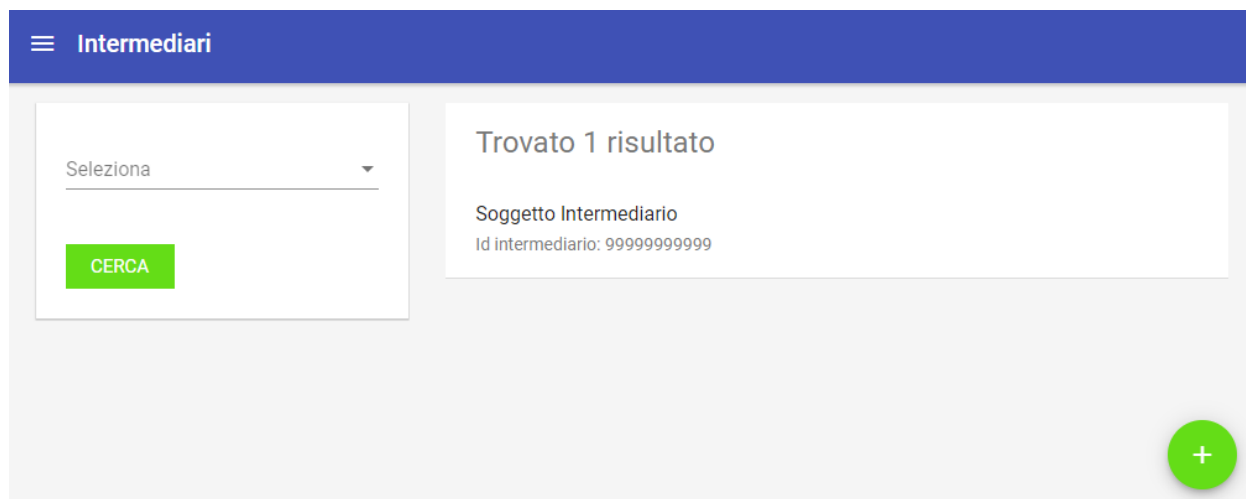 Intermediari
Seleziona
CERCA
Trovato 1 risultato
Soggetto Intermediario
Id intermediario: 99999999999
+